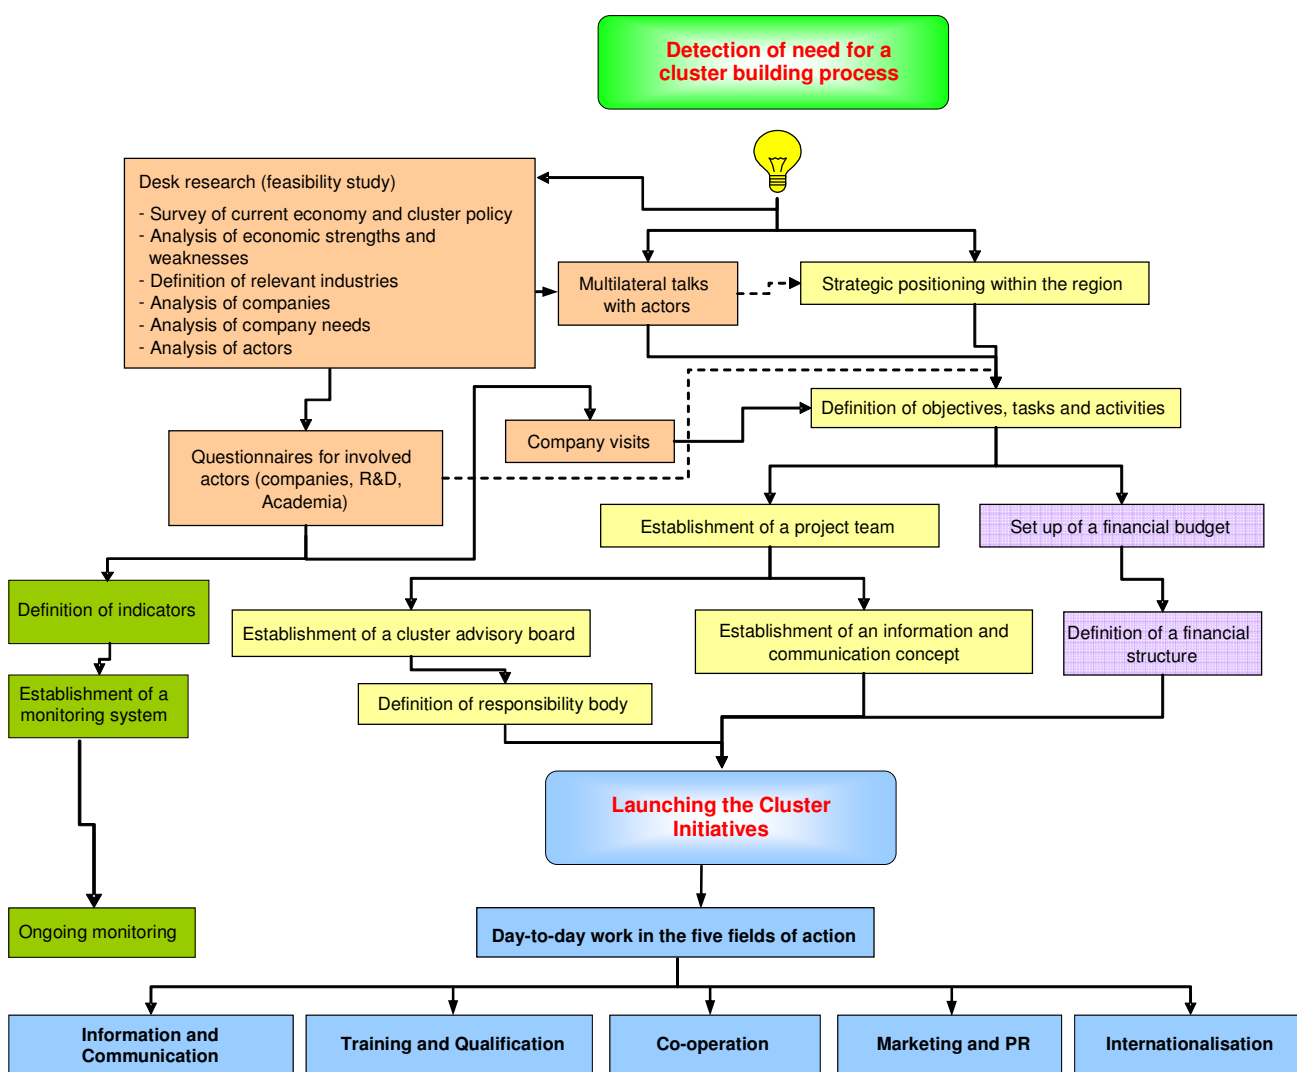 Detection of need for a
cluster building process
Desk research (feasibility study)
- Survey of current economy and cluster policy
- Analysis of economic strengths and
weaknesses
- Definition of relevant industries
- Analysis of companies
- Analysis of company needs
- Analysis of actors
Multilateral talks
with actors
Strategic positioning within the region
Definition of objectives, tasks and activities
Company visits
Questionnaires for involved
actors (companies, R&D,
Academia)
Establishment of a project team
Set up of a financial budget
Definition of indicators
Establishment of a cluster advisory board
Establishment of an information and
communication concept
Definition of a financial
structure
Establishment of a
monitoring system
Definition of responsibility body
Launching the Cluster
Initiatives
Ongoing monitoring
Day-to-day work in the five fields of action
Information and
Communication
Training and Qualification
Co-operation
Marketing and PR
Internationalisation